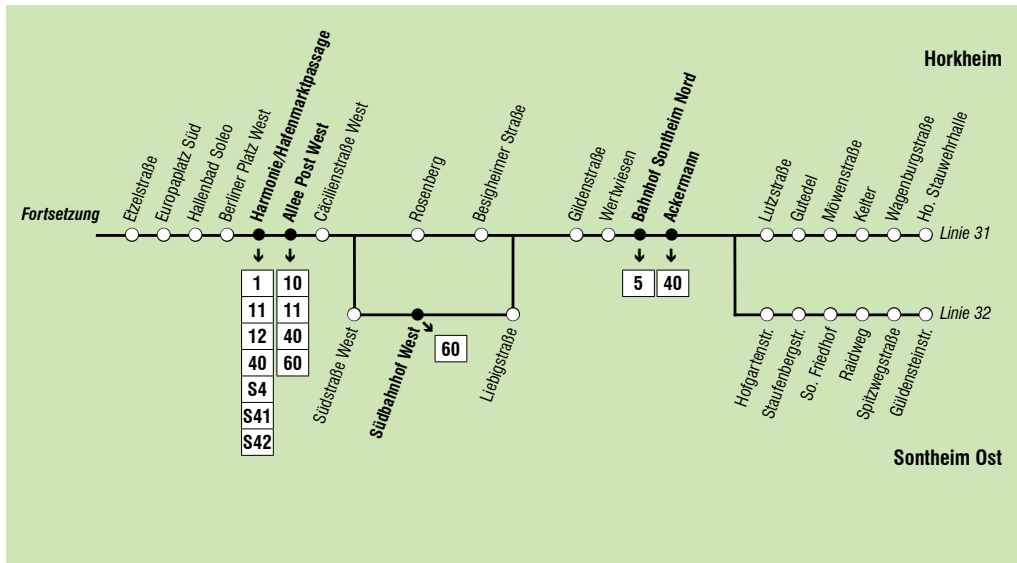 Horkheim
Fortsetzung
Etzelstraße
Europaplatz Süd
Hallenbad Soleo
Berliner Platz West
Harmonie/Hafenmarktpassage
Allee Post West
Cäcilienstraße West
Rosenberg
Besigheimer Straße
Gildenstraße
Wertwiesen
Bahnhof Sontheim Nord
Ackermann
Lutzstraße
Gutedel
Möwenstraße
Kelter
Wagenburgstraße
Ho. Stauwehrhalle
Linie 31
1
11
12
40
S4
S41
S42
10
11
40
60
5
40
Südstraße West
Südbahnhof West
60
Liebigstraße
Hofgartenstr.
Staufenbergstr.
So. Friedhof
Raidweg
Spitzwegstraße
Güldensteinstr.
Linie 32
Sontheim Ost